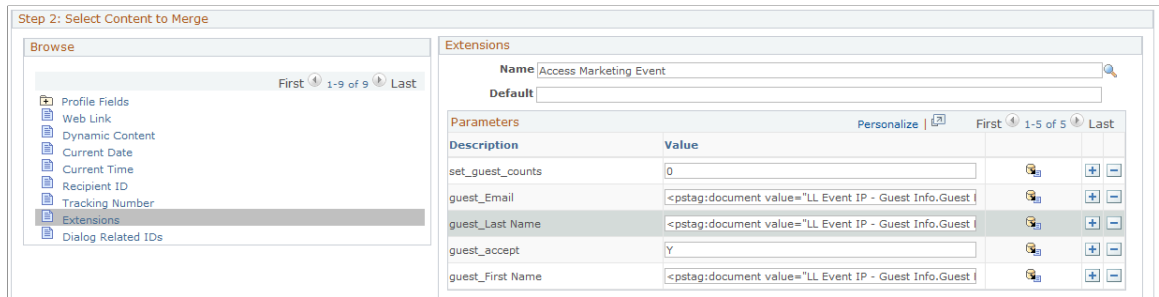 Step 2: Select Content to Merge
Browse
First 1-9 of 9 Last
Profile Fields
Web Link
Dynamic Content
Current Date
Current Time
Recipient ID
Tracking Number
Extensions
Dialog Related IDs
Extensions
Name Access Marketing Event
Default
Parameters Personalize | First 1-5 of 5 Last
Description Value
set_guest_counts 0
guest_Email <pstag:document value="LL Event IP - Guest Info.Guest
guest_Last Name <pstag:document value="LL Event IP - Guest Info.Guest
guest_accept Y
guest_First Name <pstag:document value="LL Event IP - Guest Info.Guest